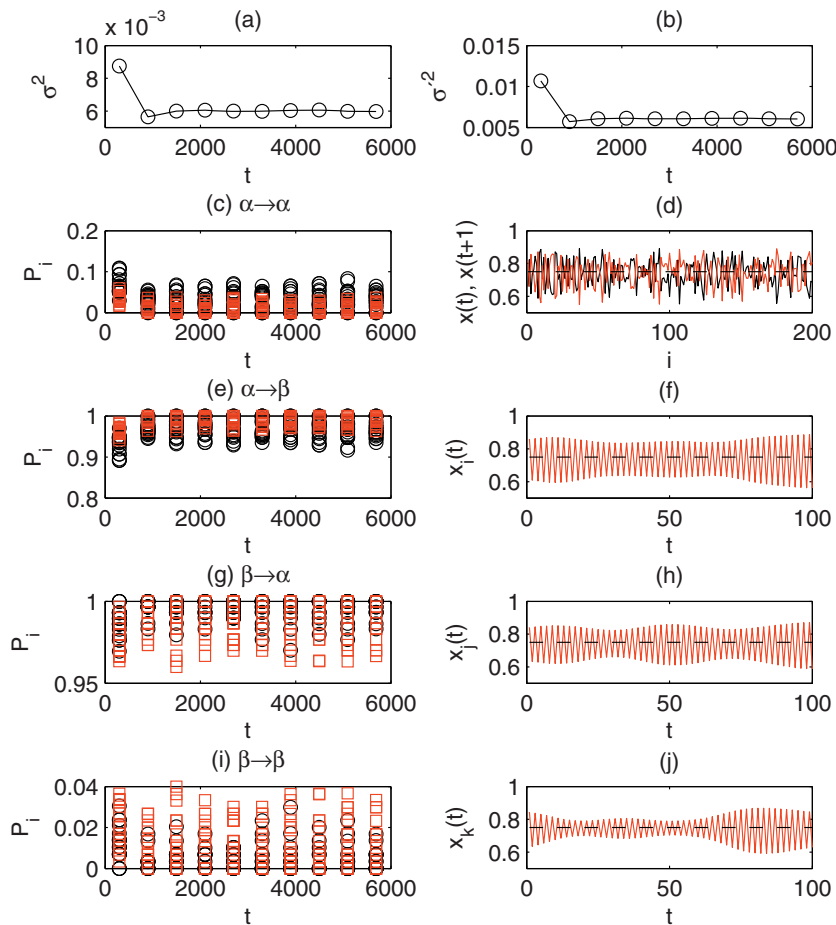 (a)
x 10⁻³
10
8
6
σ²
0 2000 4000 6000
t
(b)
0.015
0.01
0.005
σ′²
0 2000 4000 6000
t
(c) α→α
0.2
0.1
0
P_i
0 2000 4000 6000
t
(d)
1
0.8
0.6
x(t), x(t+1)
0 100 200
i
(e) α→β
1
0.9
0.8
P_i
0 2000 4000 6000
t
(f)
1
0.8
0.6
x_i(t)
0 50 100
t
(g) β→α
1
0.95
P_i
0 2000 4000 6000
t
(h)
1
0.8
0.6
x_j(t)
0 50 100
t
(i) β→β
0.04
0.02
0
P_i
0 2000 4000 6000
t
(j)
1
0.8
0.6
x_k(t)
0 50 100
t